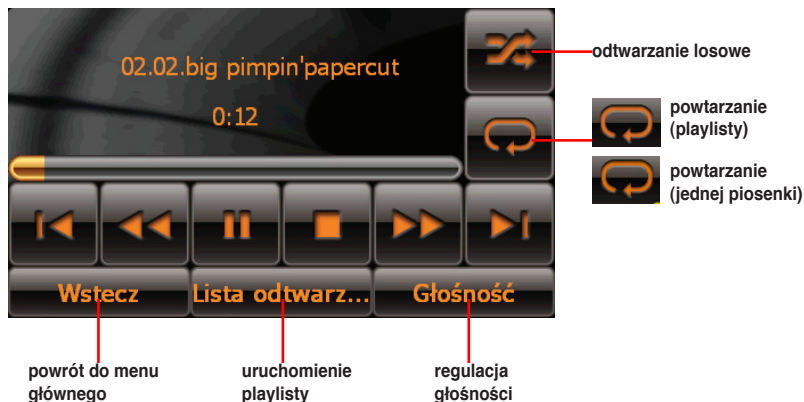 02.02.big pimpin'papercut
0:12
odtwarzanie losowe
powtarzanie
(playlisty)
powtarzanie
(jednej piosenki)
Wstecz
Lista odtwarz...
Głośność
powrót do menu
głównego
uruchomienie
playlisty
regulacja
głośności